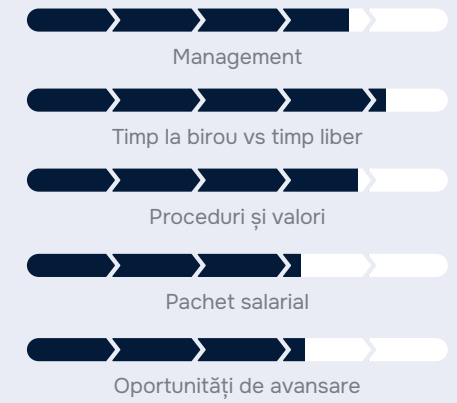 Management
Timp la birou vs timp liber
Proceduri și valori
Pachet salarial
Oportunități de avansare